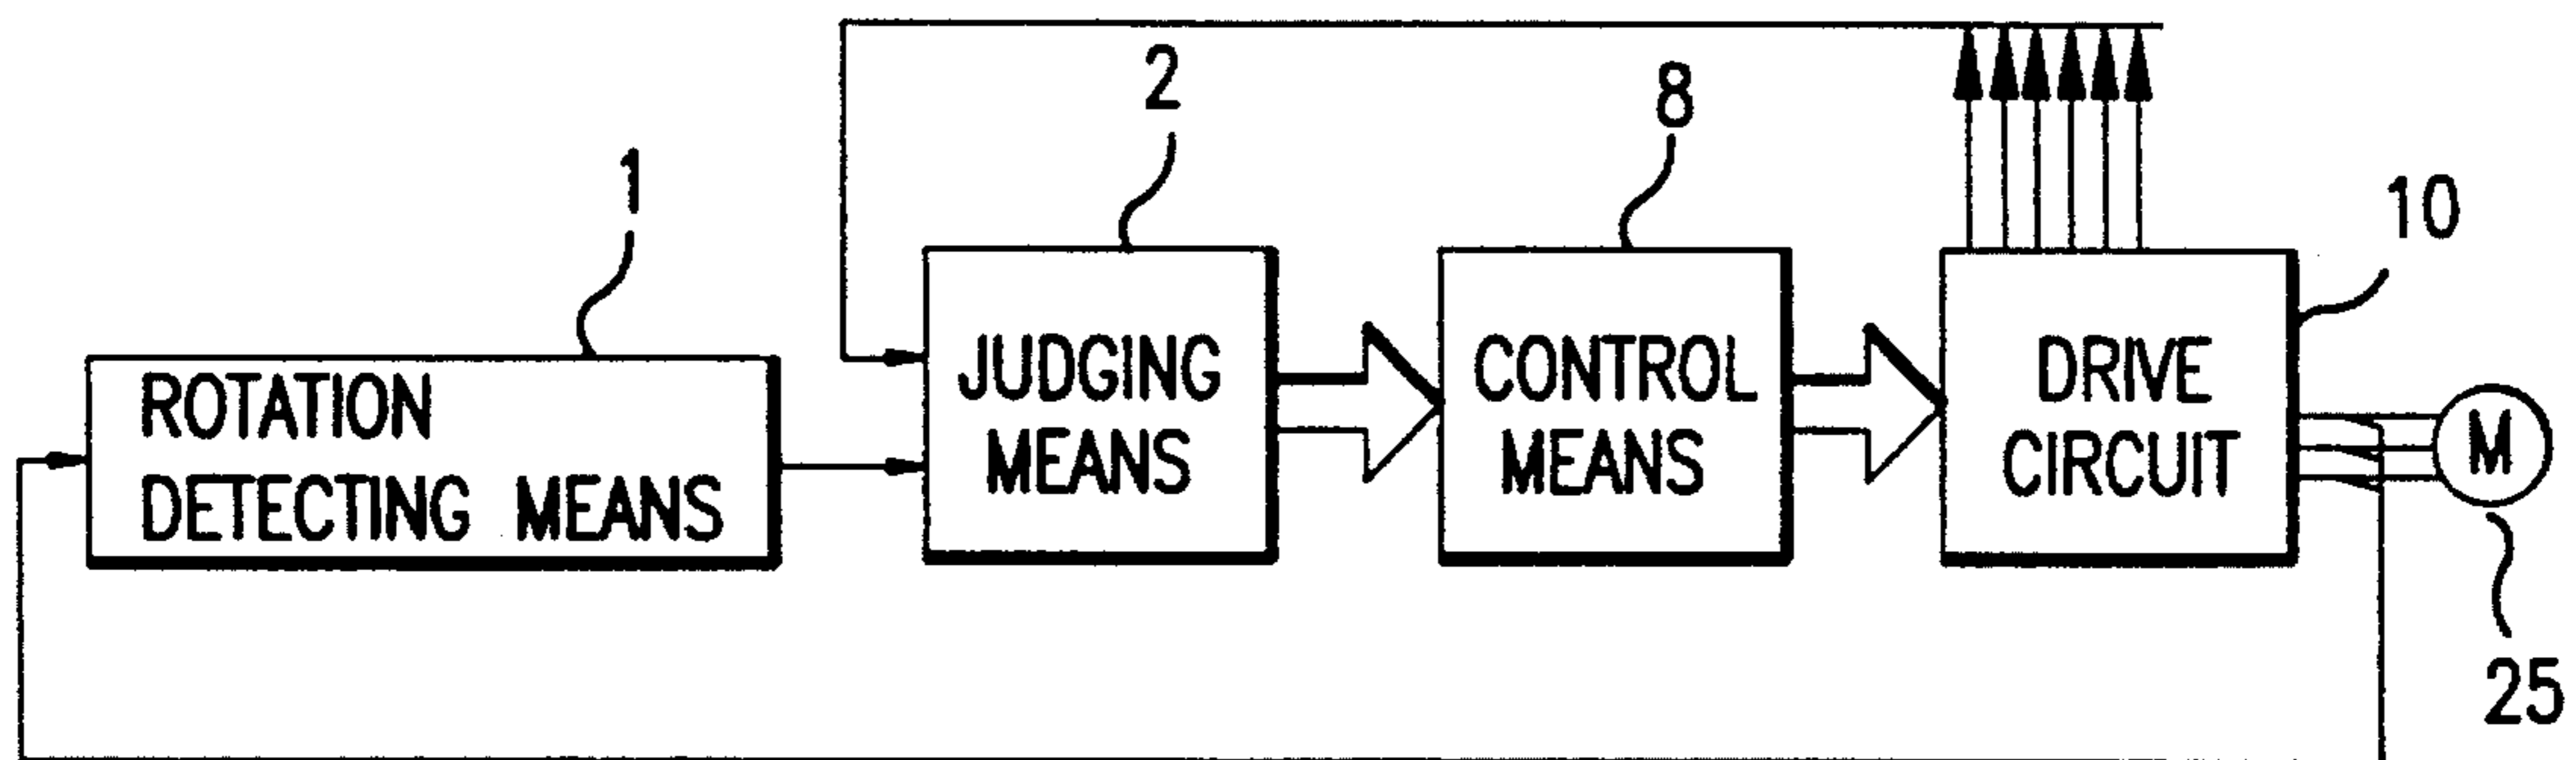 1
2
8
10
ROTATION
DETECTING MEANS
JUDGING
MEANS
CONTROL
MEANS
DRIVE
CIRCUIT
M
25